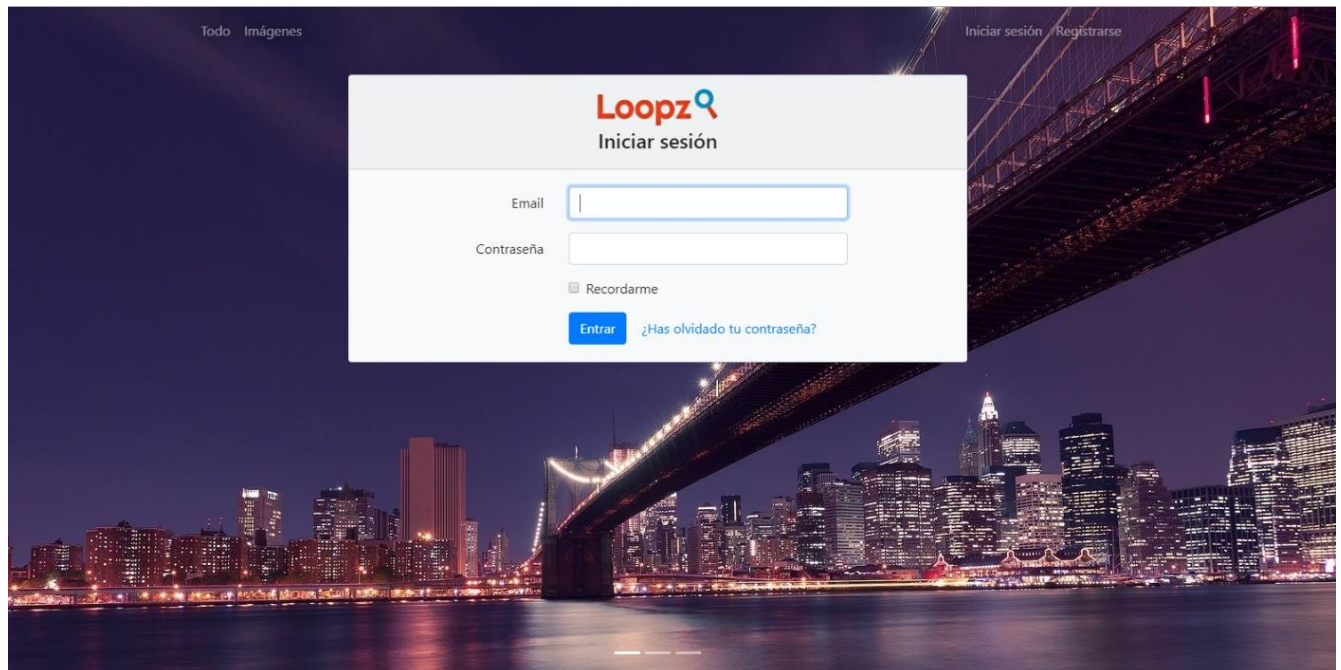 Todo Imágenes Iniciar sesión Registrarse
Loopz
Iniciar sesión
Email
Contraseña
Recordarme
Entrar ¿Has olvidado tu contraseña?